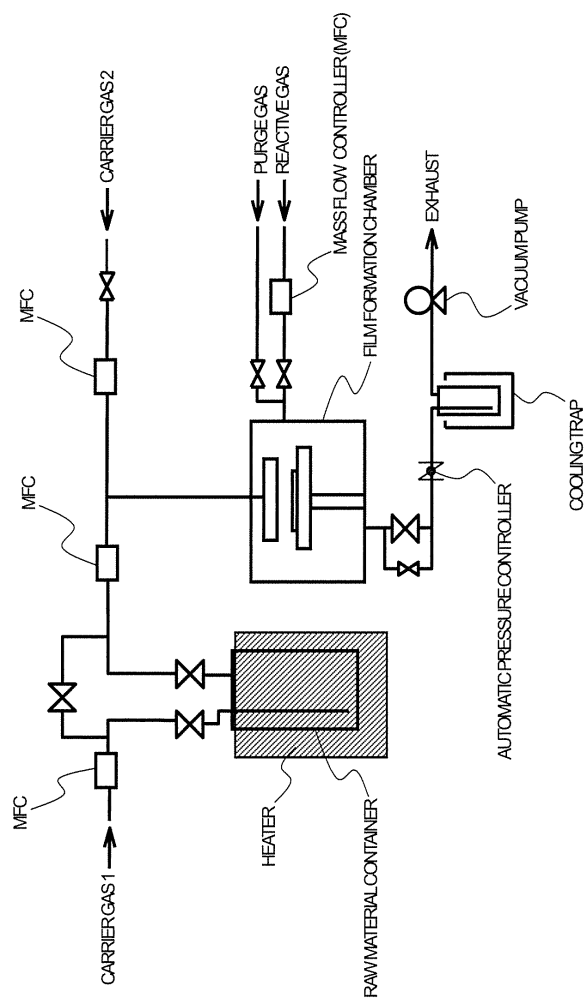 CARRIER GAS 1
MFC
MFC
MFC
CARRIER GAS 2
PURGE GAS
REACTIVE GAS
MASS FLOW CONTROLLER (MFC)
FILM FORMATION CHAMBER
HEATER
RAW MATERIAL CONTAINER
EXHAUST
VACUUM PUMP
COOLING TRAP
AUTOMATIC PRESSURE CONTROLLER